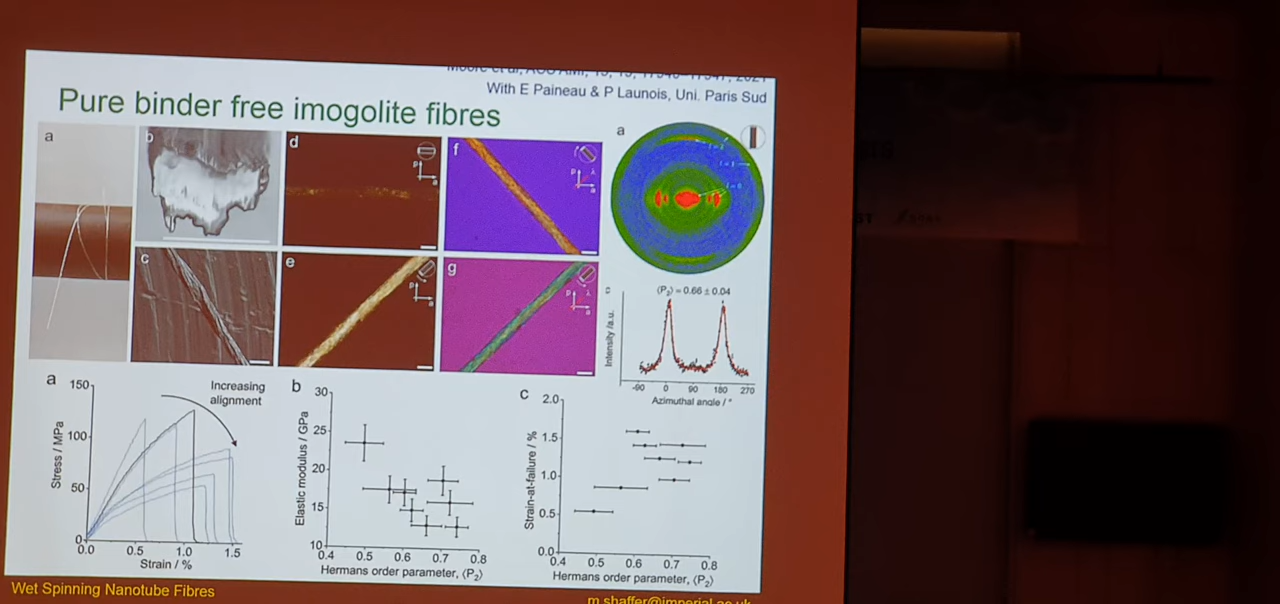 With E Paineau & P Launois, Uni. Paris Sud
Pure binder free imogolite fibres
a
b
c
d
p
a
e
p
a
f
p
λ
a
g
p
λ
a
a
⟨P₂⟩ = 0.66 ± 0.04
Intensity /a.u.
-90 0 90 180 270
Azimuthal angle / °
a
Increasing
alignment
150
100
50
0
0.0 0.5 1.0 1.5
Stress / MPa
Strain / %
b
30
25
20
15
10
0.4 0.5 0.6 0.7 0.8
Elastic modulus / GPa
Hermans order parameter, ⟨P₂⟩
c
2.0
1.5
1.0
0.5
0.0
0.4 0.5 0.6 0.7 0.8
Strain-at-failure / %
Hermans order parameter, ⟨P₂⟩
Wet Spinning Nanotube Fibres
m.shaffer@imperial.ac.uk